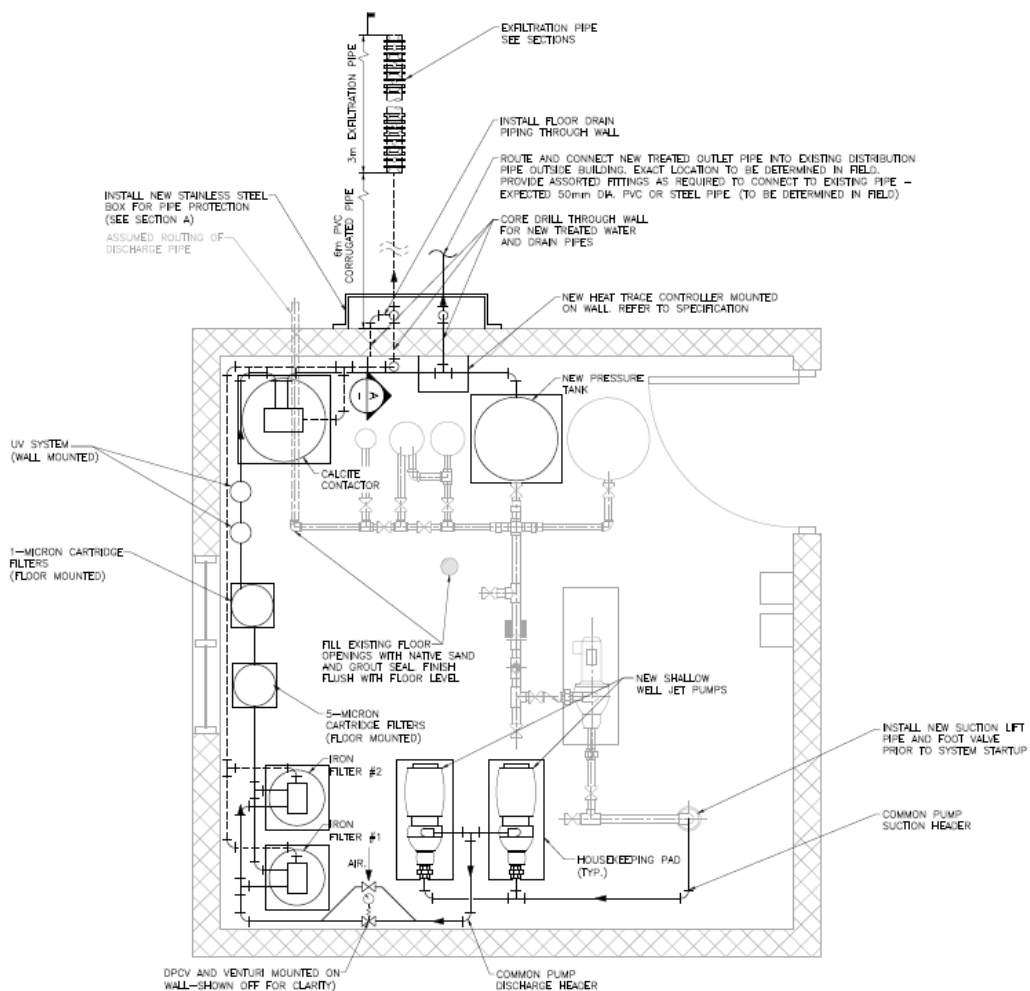 EXFILTRATION PIPE
SEE SECTIONS
3m EXFILTRATION PIPE
INSTALL FLOOR DRAIN
PIPING THROUGH WALL
ROUTE AND CONNECT NEW TREATED OUTLET PIPE INTO EXISTING DISTRIBUTION
PIPE OUTSIDE BUILDING. EXACT LOCATION TO BE DETERMINED IN FIELD.
PROVIDE ASSORTED FITTINGS AS REQUIRED TO CONNECT TO EXISTING PIPE –
EXPECTED 50mm DIA. PVC OR STEEL PIPE (TO BE DETERMINED IN FIELD)
INSTALL NEW STAINLESS STEEL
BOX FOR PIPE PROTECTION
(SEE SECTION A)
ASSUMED ROUTING OF
DISCHARGE PIPE
6m PVC
CORRUGATED PIPE
CORE DRILL THROUGH WALL
FOR NEW TREATED WATER
AND DRAIN PIPES
NEW HEAT TRACE CONTROLLER MOUNTED
ON WALL. REFER TO SPECIFICATION
A
–
NEW PRESSURE
TANK
UV SYSTEM
(WALL MOUNTED)
CALCITE
CONTACTOR
1–MICRON CARTRIDGE
FILTERS
(FLOOR MOUNTED)
FILL EXISTING FLOOR
OPENINGS WITH NATIVE SAND
AND GROUT SEAL. FINISH
FLUSH WITH FLOOR LEVEL
NEW SHALLOW
WELL JET PUMPS
5–MICRON
CARTRIDGE FILTERS
(FLOOR MOUNTED)
INSTALL NEW SUCTION LIFT
PIPE AND FOOT VALVE
PRIOR TO SYSTEM STARTUP
IRON
FILTER #2
COMMON PUMP
SUCTION HEADER
IRON
FILTER #1
AIR.
HOUSEKEEPING PAD
(TYP.)
DPCV AND VENTURI MOUNTED ON
WALL–SHOWN OFF FOR CLARITY)
COMMON PUMP
DISCHARGE HEADER